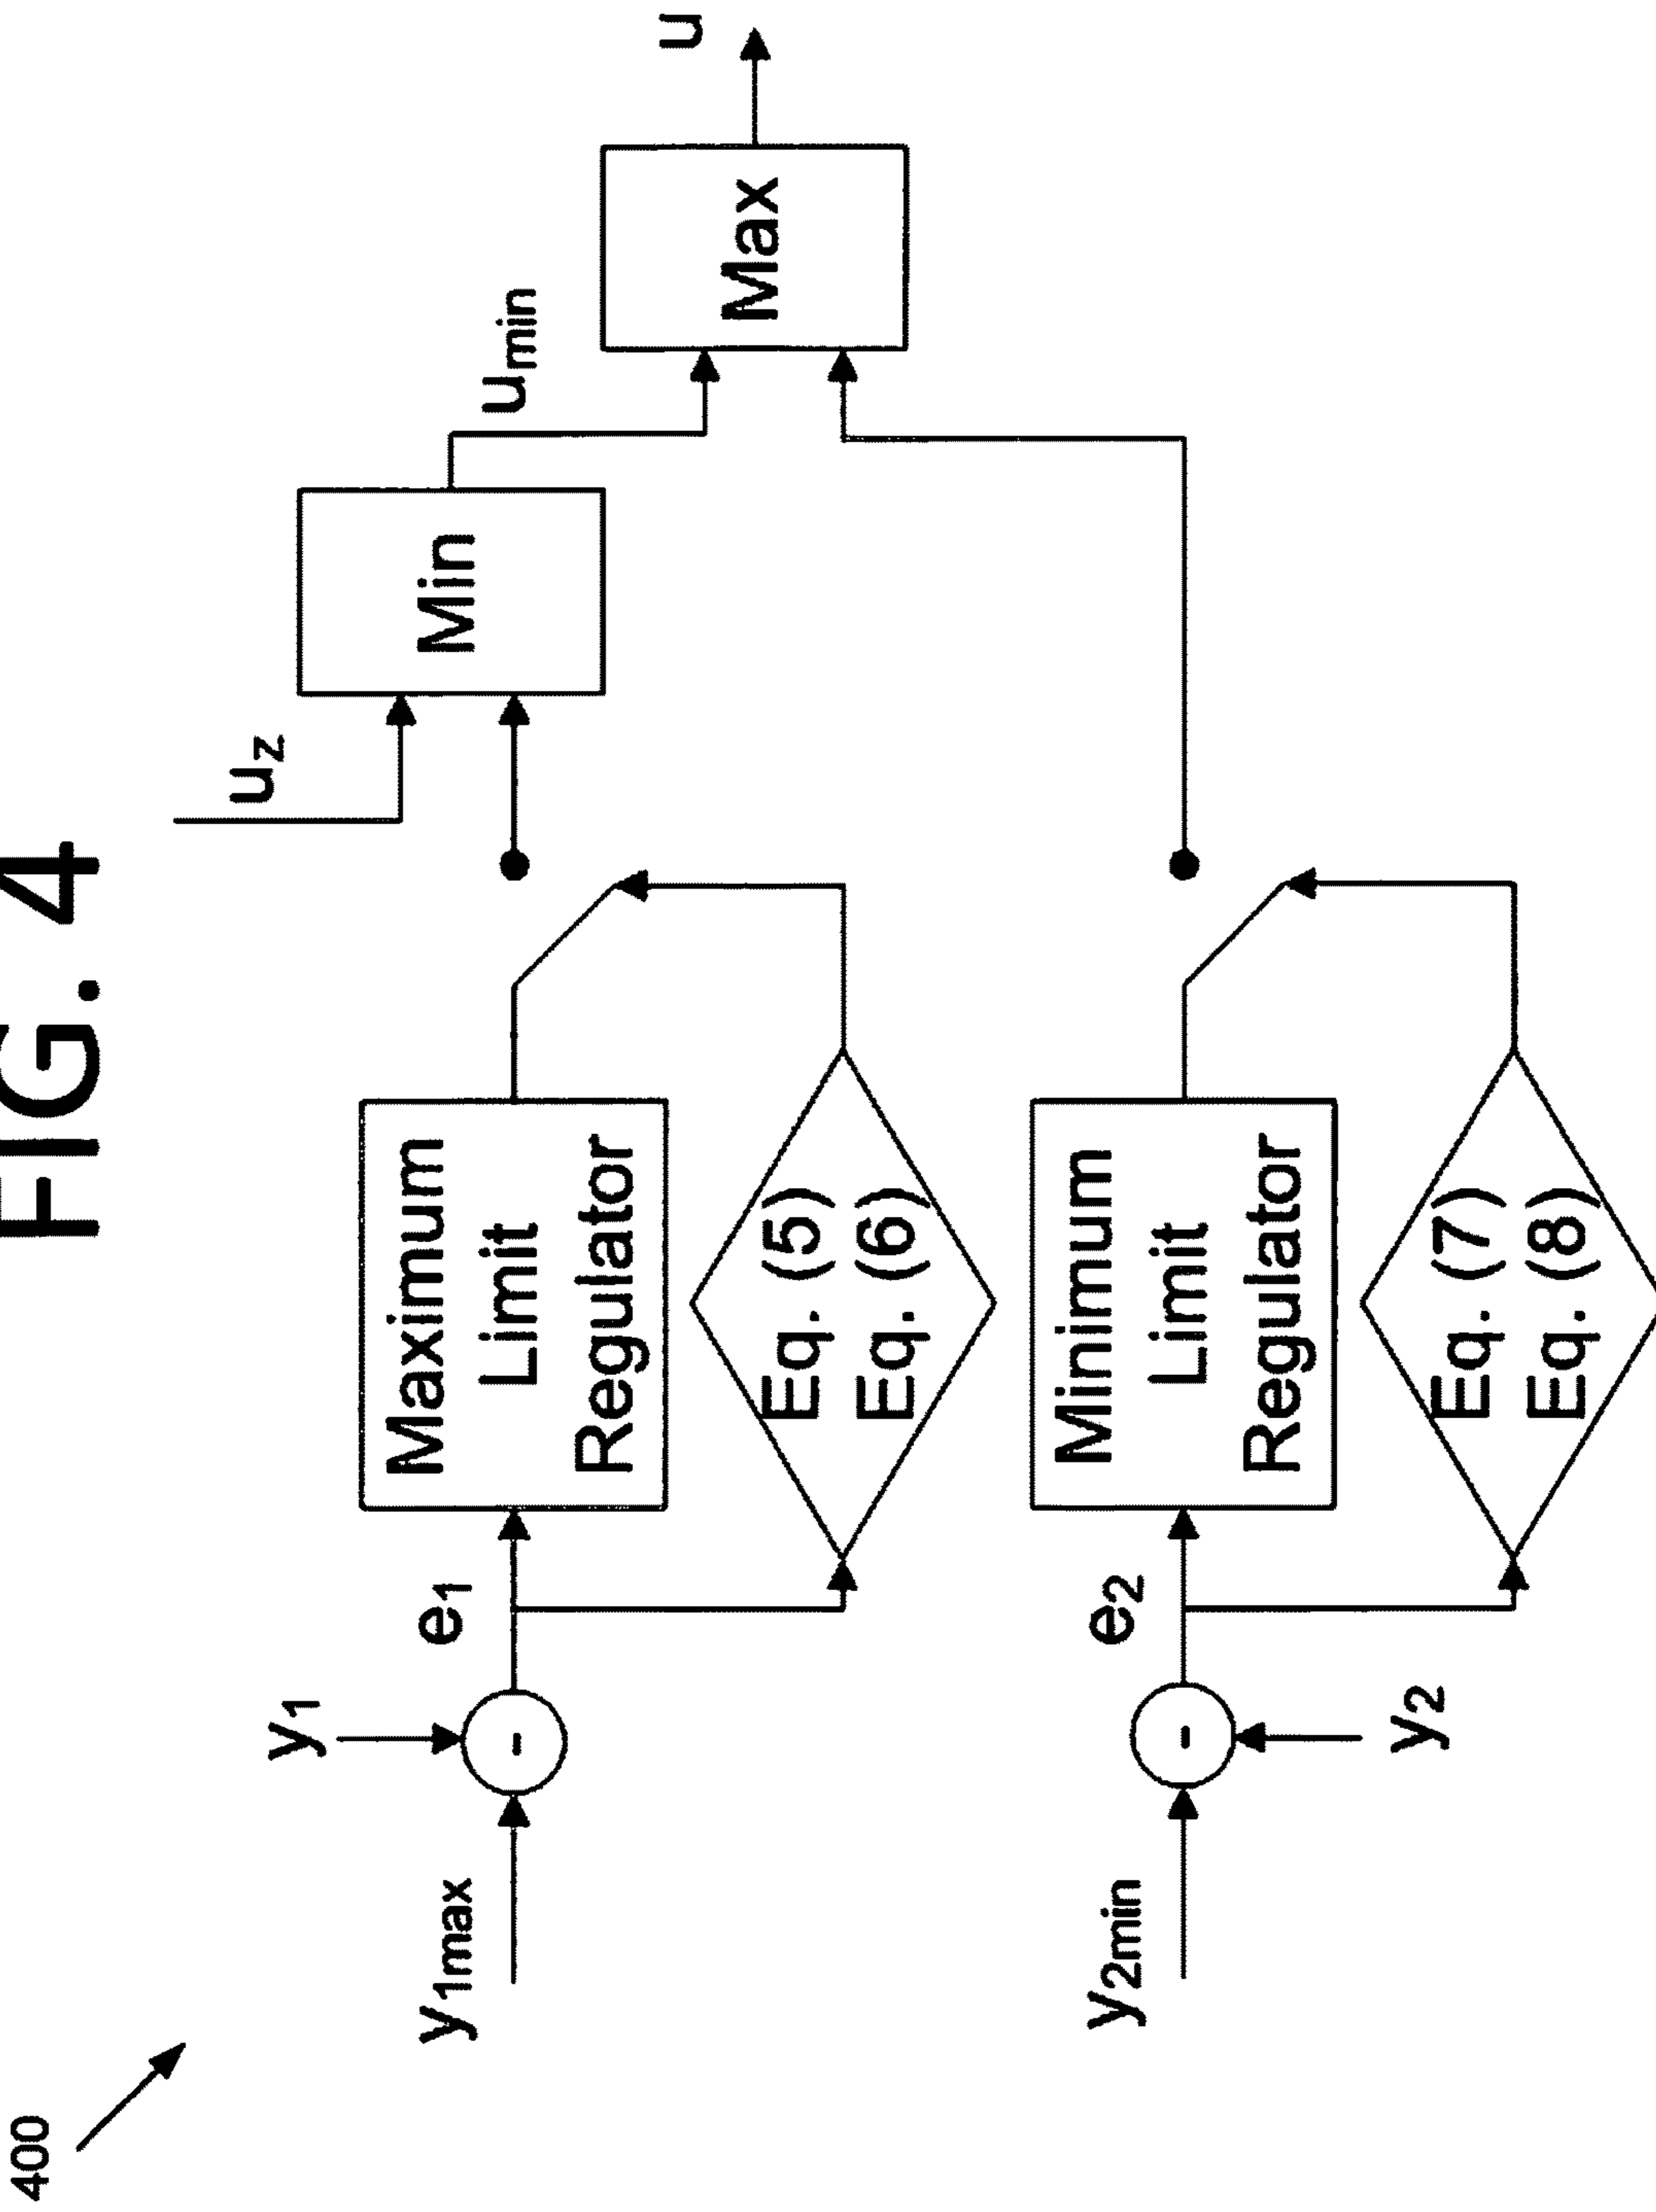 FIG. 4
400
y1max
y1
e1
Maximum
Limit
Regulator
Eq. (5)
Eq. (6)
uz
Min
umin
Max
u
y2min
y2
e2
Minimum
Limit
Regulator
Eq. (7)
Eq. (8)
-
-